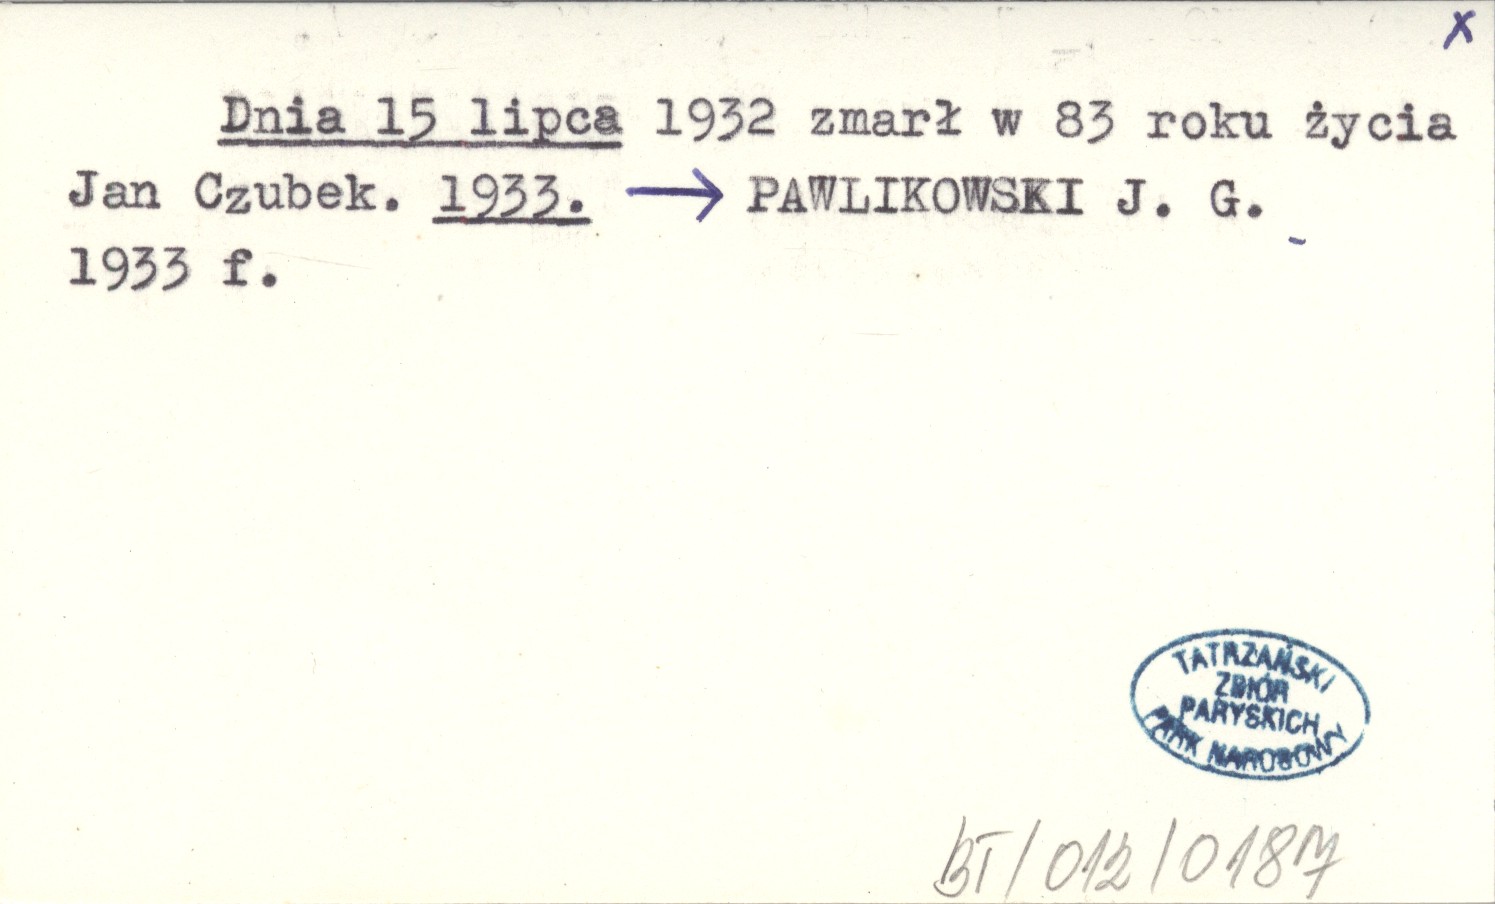 x
Dnia 15 lipca 1932 zmarł w 83 roku życia
Jan Czubek. 1933. → PAWLIKOWSKI J. G.
1933 f.
TATRZAŃSKI
ZBIÓR
PARYSKICH
PARK NARODOWY
BT/012/0187